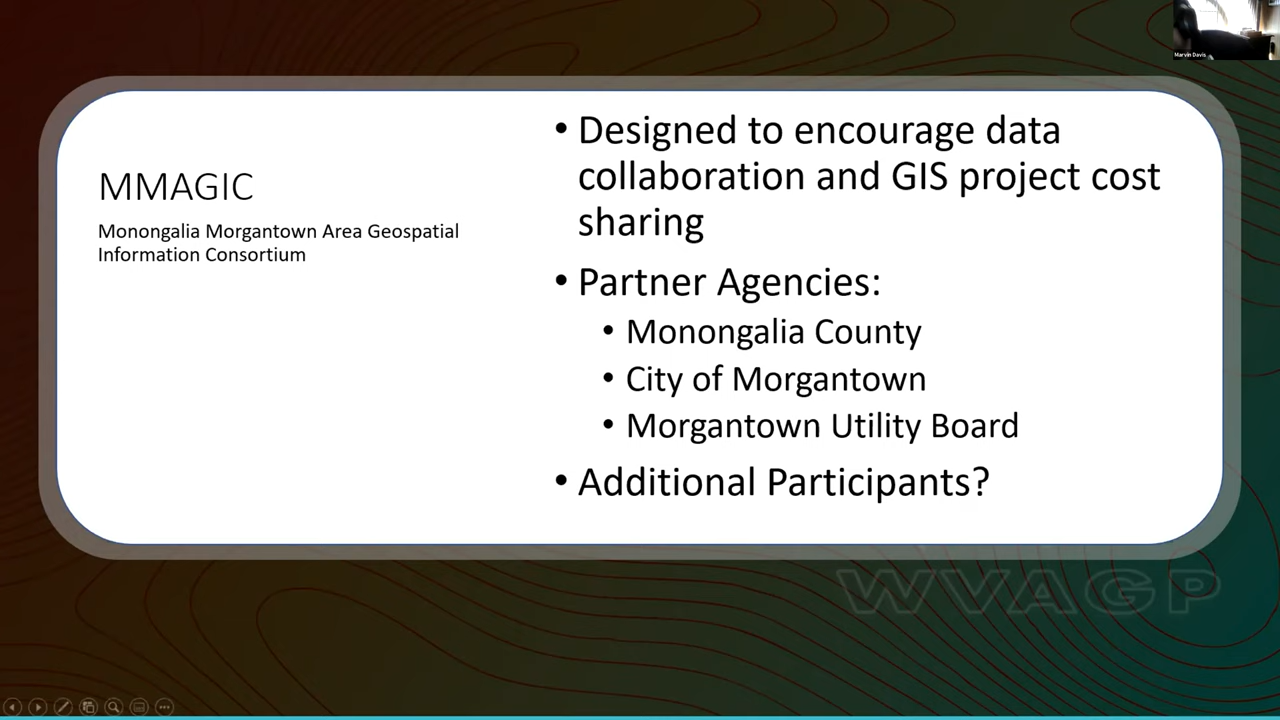 Marvin Davis
MMAGIC
Monongalia Morgantown Area Geospatial
Information Consortium
• Designed to encourage data
collaboration and GIS project cost
sharing
• Partner Agencies:
• Monongalia County
• City of Morgantown
• Morgantown Utility Board
• Additional Participants?
WVAGP